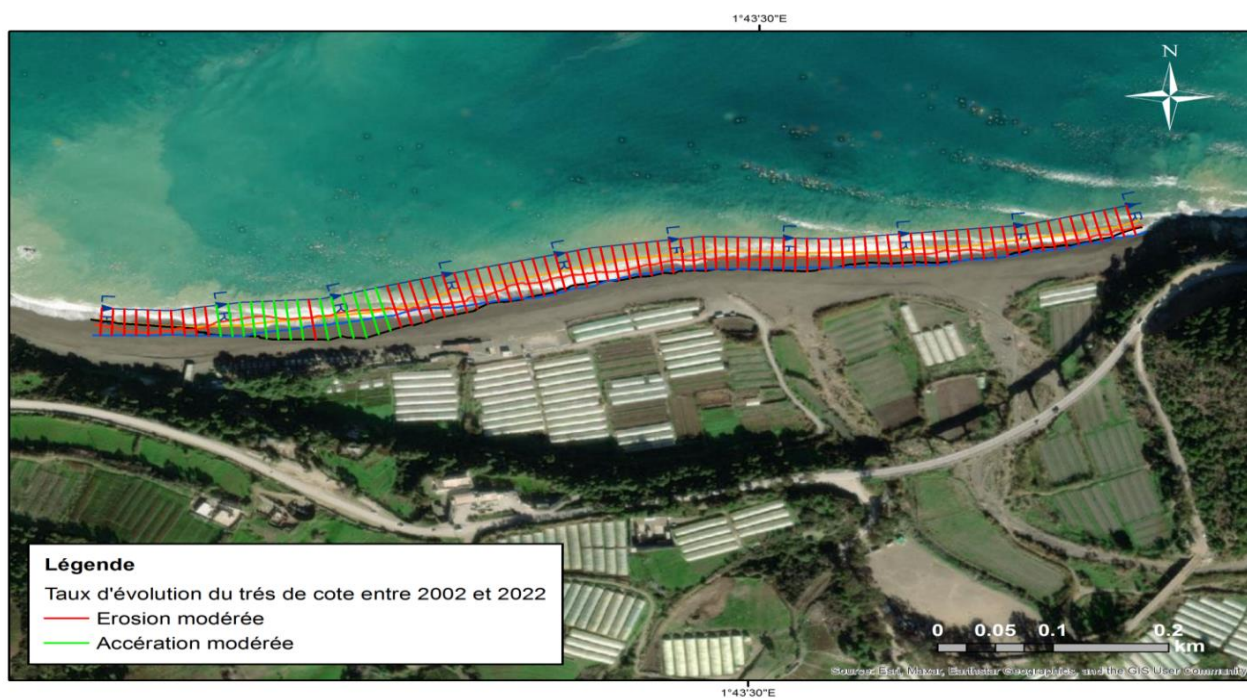 1°43'30"E
N
L
R
L
R
L
R
L
R
L
R
L
R
L
R
L
R
L
R
Légende
Taux d'évolution du trés de cote entre 2002 et 2022
Erosion modérée
Accération modérée
0 0.05 0.1 0.2
km
Source: Esri, Maxar, Earthstar Geographics, and the GIS User Community
1°43'30"E